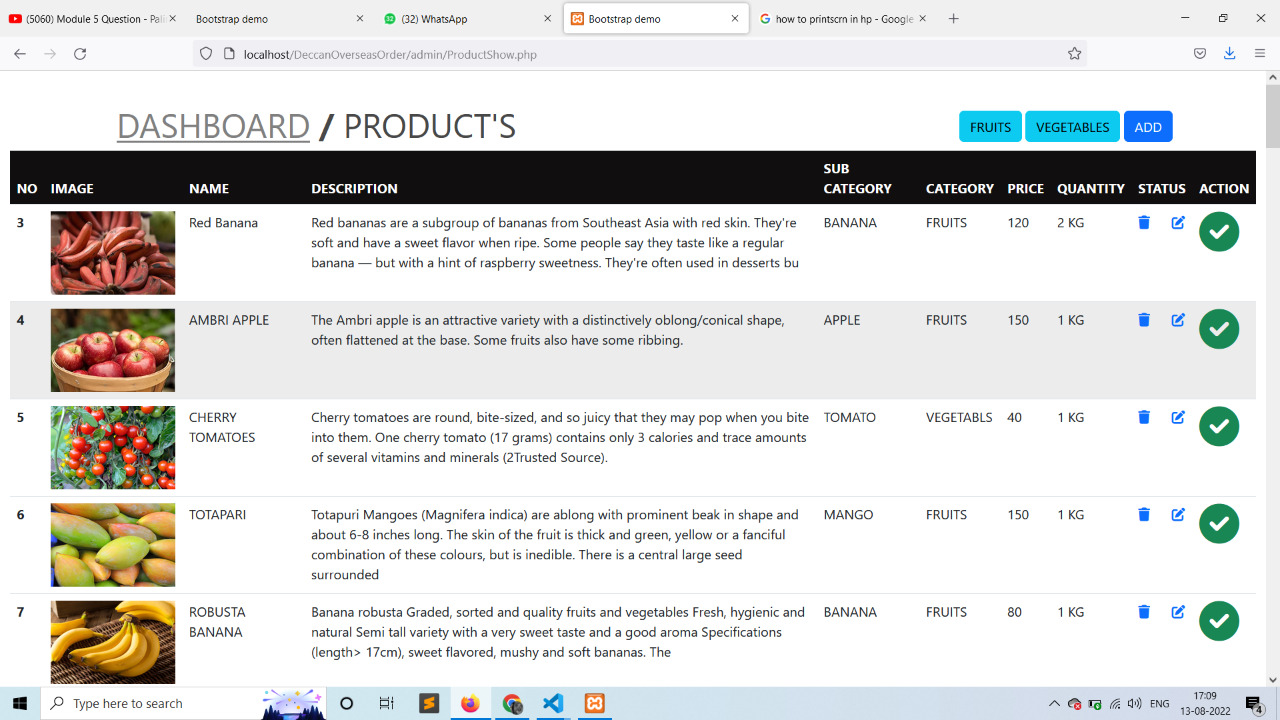 (5060) Module 5 Question - Pali
Bootstrap demo
32
(32) WhatsApp
Bootstrap demo
how to printscrn in hp - Google
localhost/DeccanOverseasOrder/admin/ProductShow.php
DASHBOARD / PRODUCT'S
FRUITS VEGETABLES ADD
NO IMAGE NAME DESCRIPTION SUB CATEGORY CATEGORY PRICE QUANTITY STATUS ACTION
3 Red Banana
Red bananas are a subgroup of bananas from Southeast Asia with red skin. They're
soft and have a sweet flavor when ripe. Some people say they taste like a regular
banana — but with a hint of raspberry sweetness. They're often used in desserts bu
BANANA FRUITS 120 2 KG
4 AMBRI APPLE
The Ambri apple is an attractive variety with a distinctively oblong/conical shape,
often flattened at the base. Some fruits also have some ribbing.
APPLE FRUITS 150 1 KG
5 CHERRY
TOMATOES
Cherry tomatoes are round, bite-sized, and so juicy that they may pop when you bite
into them. One cherry tomato (17 grams) contains only 3 calories and trace amounts
of several vitamins and minerals (2Trusted Source).
TOMATO VEGETABLS 40 1 KG
6 TOTAPARI
Totapuri Mangoes (Magnifera indica) are ablong with prominent beak in shape and
about 6-8 inches long. The skin of the fruit is thick and green, yellow or a fanciful
combination of these colours, but is inedible. There is a central large seed
surrounded
MANGO FRUITS 150 1 KG
7 ROBUSTA
BANANA
Banana robusta Graded, sorted and quality fruits and vegetables Fresh, hygienic and
natural Semi tall variety with a very sweet taste and a good aroma Specifications
(length> 17cm), sweet flavored, mushy and soft bananas. The
BANANA FRUITS 80 1 KG
Type here to search
ENG
17:09
13-08-2022
4